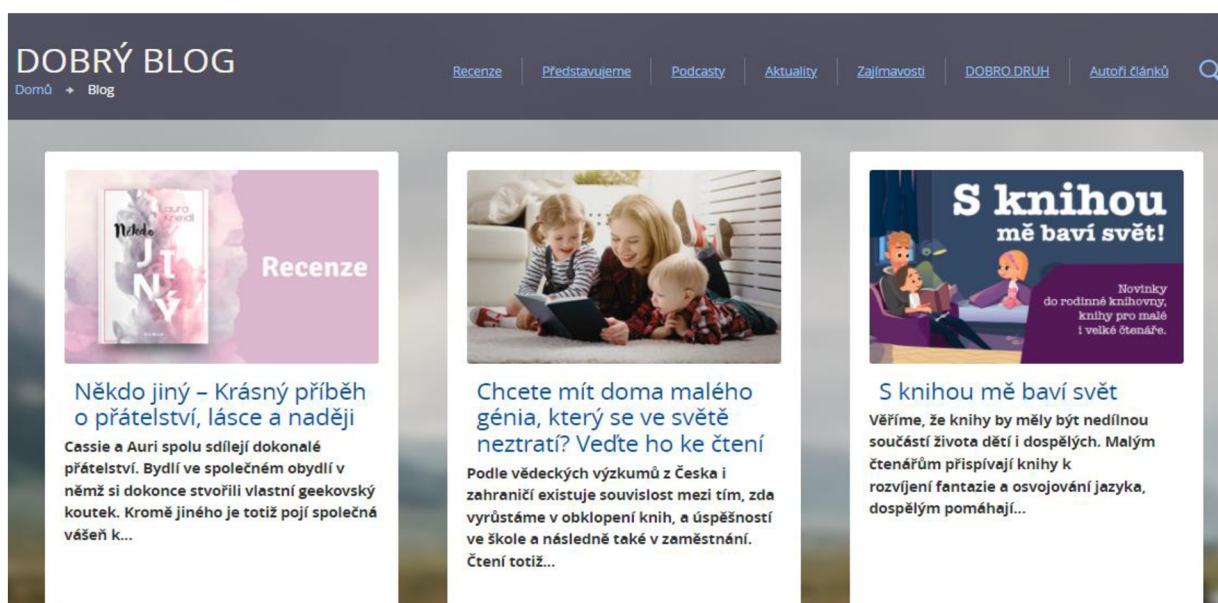 DOBRÝ BLOG
Domů → Blog
Recenze
Představujeme
Podcasty
Aktuality
Zajímavosti
DOBRO.DRUH
Autoři článků
Laura
Kneidl
Někdo
JI
NÝ
ROMÁN
Recenze
Někdo jiný – Krásný příběh
o přátelství, lásce a naději
Cassie a Auri spolu sdílejí dokonalé
přátelství. Bydlí ve společném obydlí v
němž si dokonce stvořili vlastní geekovský
koutek. Kromě jiného je totiž pojí společná
vášeň k...
Chcete mít doma malého
génia, který se ve světě
neztratí? Veďte ho ke čtení
Podle vědeckých výzkumů z Česka i
zahraničí existuje souvislost mezi tím, zda
vyrůstáme v obklopení knih, a úspěšností
ve škole a následně také v zaměstnání.
Čtení totiž...
S knihou
mě baví svět!
Novinky
do rodinné knihovny,
knihy pro malé
i velké čtenáře.
S knihou mě baví svět
Věříme, že knihy by měly být nedílnou
součástí života dětí i dospělých. Malým
čtenářům přispívají knihy k
rozvíjení fantazie a osvojování jazyka,
dospělým pomáhají...